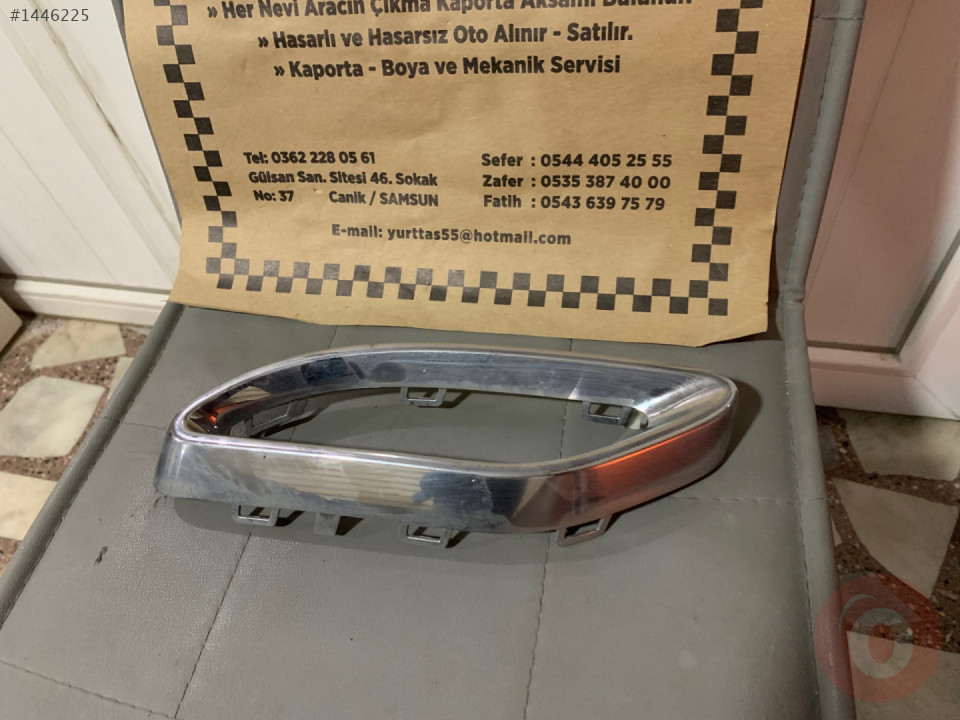 #1446225
» Her Nevi Aracın Çıkma Kaporta Aksamı Bulunur.
» Hasarlı ve Hasarsız Oto Alınır - Satılır.
» Kaporta - Boya ve Mekanik Servisi
Tel: 0362 228 05 61
Gülsan San. Sitesi 46. Sokak
No: 37 Canik / SAMSUN
Sefer : 0544 405 25 55
Zafer : 0535 387 40 00
Fatih : 0543 639 75 79
E-mail: yurttas55@hotmail.com